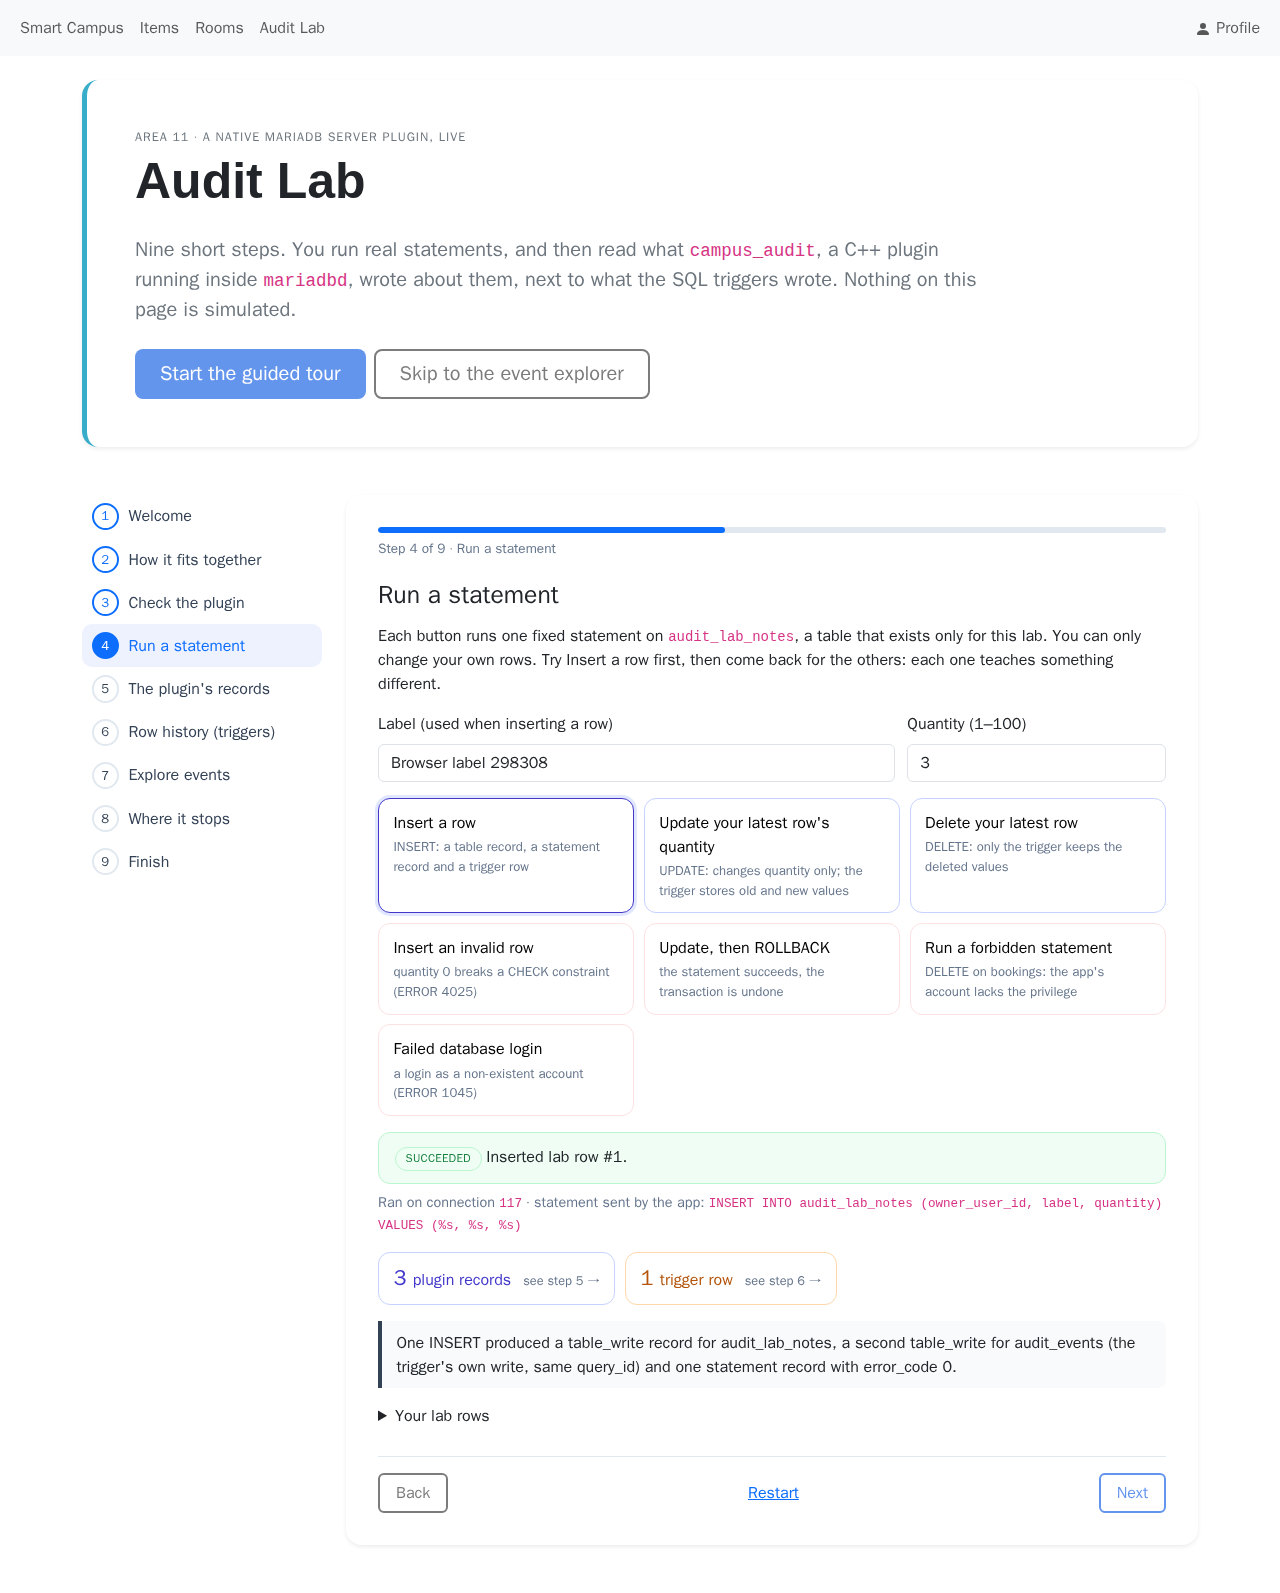 Smart Campus Items Rooms Audit Lab Profile
AREA 11 · A NATIVE MARIADB SERVER PLUGIN, LIVE
Audit Lab
Nine short steps. You run real statements, and then read what campus_audit, a C++ plugin
running inside mariadbd, wrote about them, next to what the SQL triggers wrote. Nothing on this
page is simulated.
Start the guided tour Skip to the event explorer
1 Welcome
2 How it fits together
3 Check the plugin
4 Run a statement
5 The plugin's records
6 Row history (triggers)
7 Explore events
8 Where it stops
9 Finish
Step 4 of 9 · Run a statement
Run a statement
Each button runs one fixed statement on audit_lab_notes, a table that exists only for this lab. You can only
change your own rows. Try Insert a row first, then come back for the others: each one teaches something
different.
Label (used when inserting a row) Quantity (1–100)
Browser label 298308 3
Insert a row
INSERT: a table record, a statement
record and a trigger row
Update your latest row's
quantity
UPDATE: changes quantity only; the
trigger stores old and new values
Delete your latest row
DELETE: only the trigger keeps the
deleted values
Insert an invalid row
quantity 0 breaks a CHECK constraint
(ERROR 4025)
Update, then ROLLBACK
the statement succeeds, the
transaction is undone
Run a forbidden statement
DELETE on bookings: the app's
account lacks the privilege
Failed database login
a login as a non-existent account
(ERROR 1045)
SUCCEEDED Inserted lab row #1.
Ran on connection 117 · statement sent by the app: INSERT INTO audit_lab_notes (owner_user_id, label, quantity)
VALUES (%s, %s, %s)
3 plugin records see step 5 →
1 trigger row see step 6 →
One INSERT produced a table_write record for audit_lab_notes, a second table_write for audit_events (the
trigger's own write, same query_id) and one statement record with error_code 0.
Your lab rows
Back Restart Next